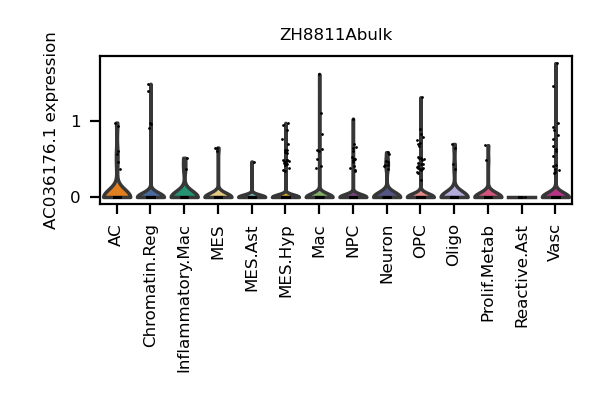 ZH8811Abulk
AC036176.1 expression
1
0
AC
Chromatin.Reg
Inflammatory.Mac
MES
MES.Ast
MES.Hyp
Mac
NPC
Neuron
OPC
Oligo
Prolif.Metab
Reactive.Ast
Vasc